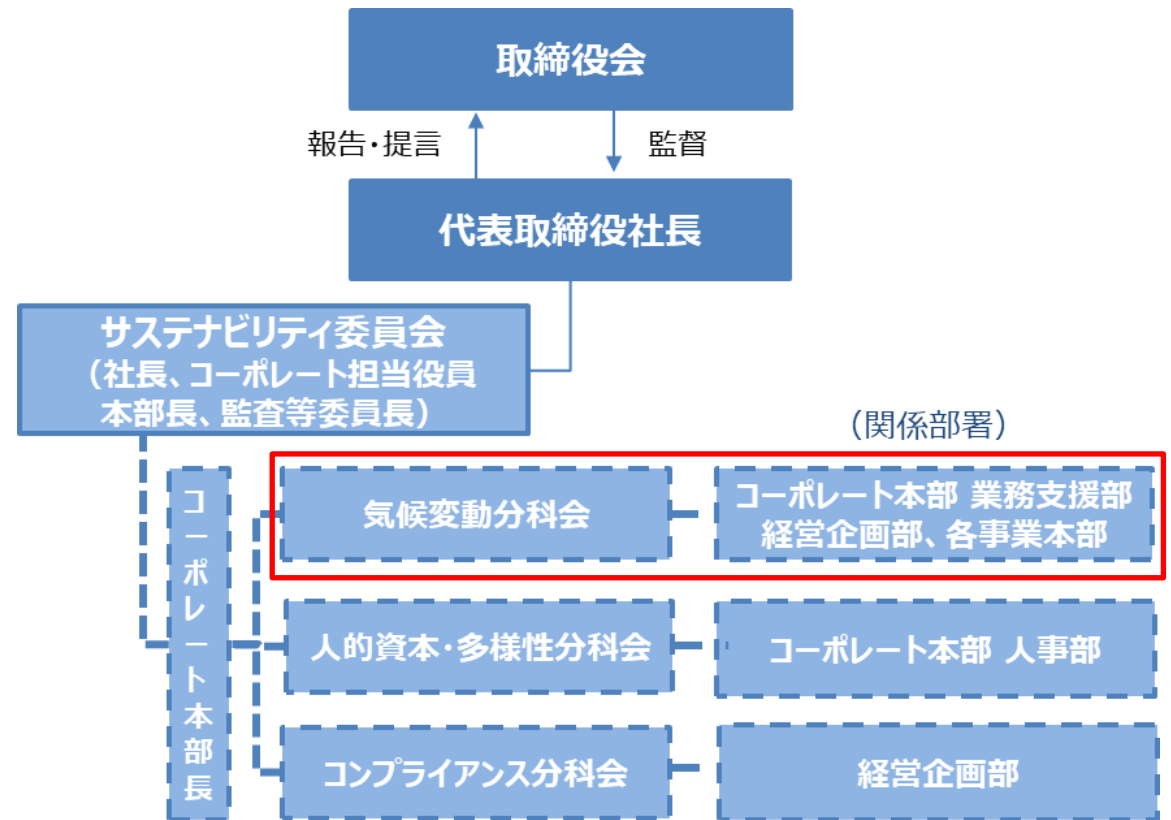 取締役会
報告・提言
監督
代表取締役社長
サステナビリティ委員会
（社長、コーポレート担当役員
本部長、監査等委員長）
（関係部署）
コーポレート本部長
気候変動分科会
コーポレート本部 業務支援部
経営企画部、各事業本部
人的資本・多様性分科会
コーポレート本部 人事部
コンプライアンス分科会
経営企画部